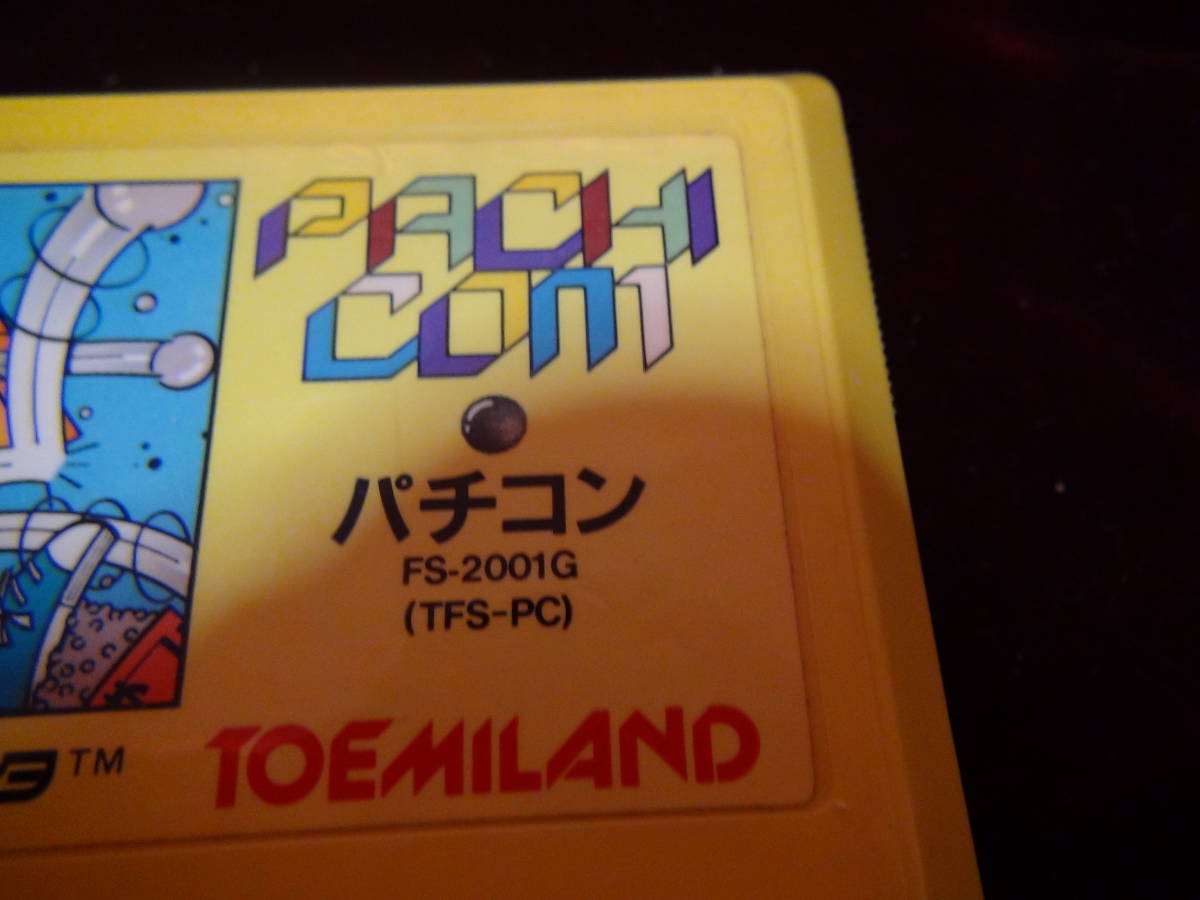 PACHI
COM
パチコン
FS-2001G
(TFS-PC)
TM
TOEMILAND